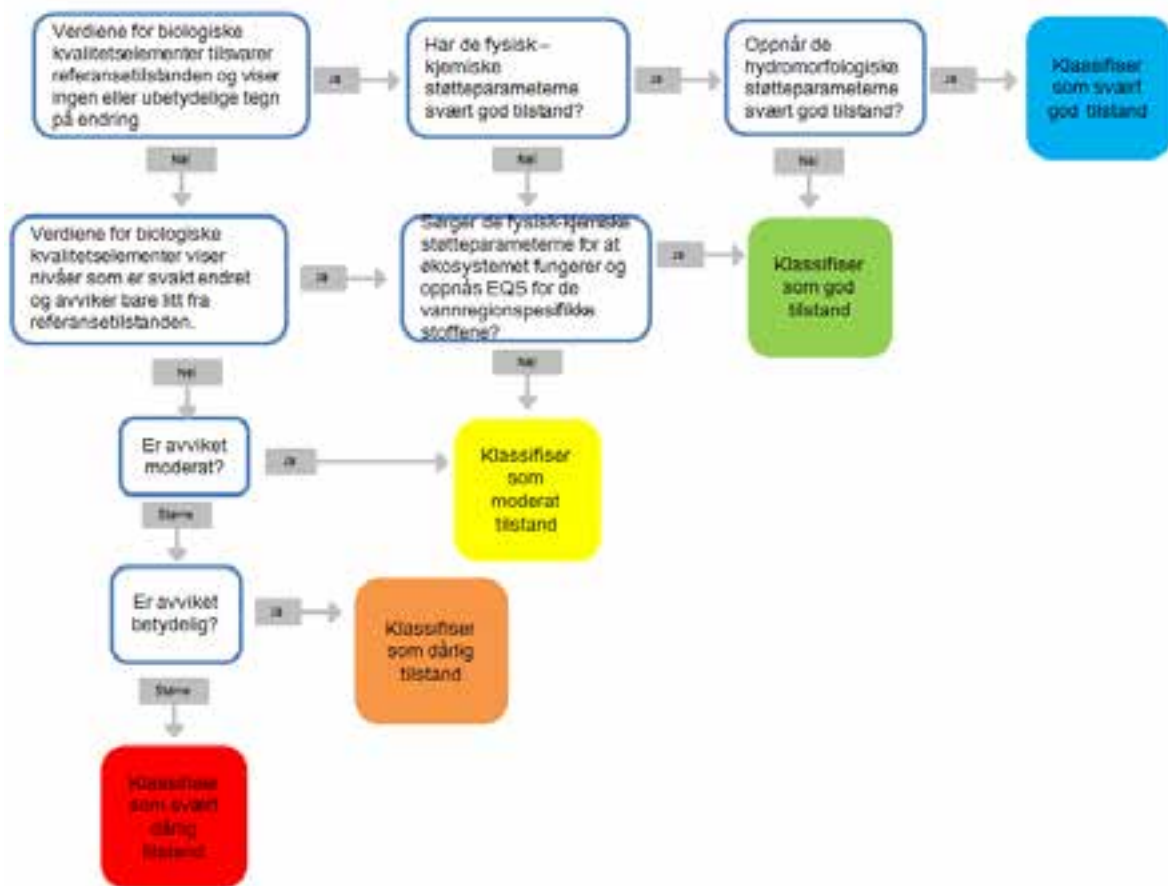 Verdiene for biologiske
kvalitetselementer tilsvarer
referansetilstanden og viser
ingen eller ubetydelige tegn
på endring
Ja
Har de fysisk –
kjemiske
støtteparameterne
svært god tilstand?
Ja
Oppnår de
hydromorfologiske
støtteparameterne
svært god tilstand?
Ja
Klassifiser
som svært
god tilstand
Nei
Nei
Nei
Verdiene for biologiske
kvalitetselementer viser
nivåer som er svakt endret
og avviker bare litt fra
referansetilstanden.
Ja
Sørger de fysisk-kjemiske
støtteparameterne for at
økosystemet fungerer og
oppnås EQS for de
vannregionspesifikke
stoffene?
Ja
Klassifiser
som god
tilstand
Nei
Nei
Er avviket
moderat?
Ja
Klassifiser
som
moderat
tilstand
Større
Er avviket
betydelig?
Ja
Klassifiser
som dårlig
tilstand
Større
Klassifiser
som svært
dårlig
tilstand